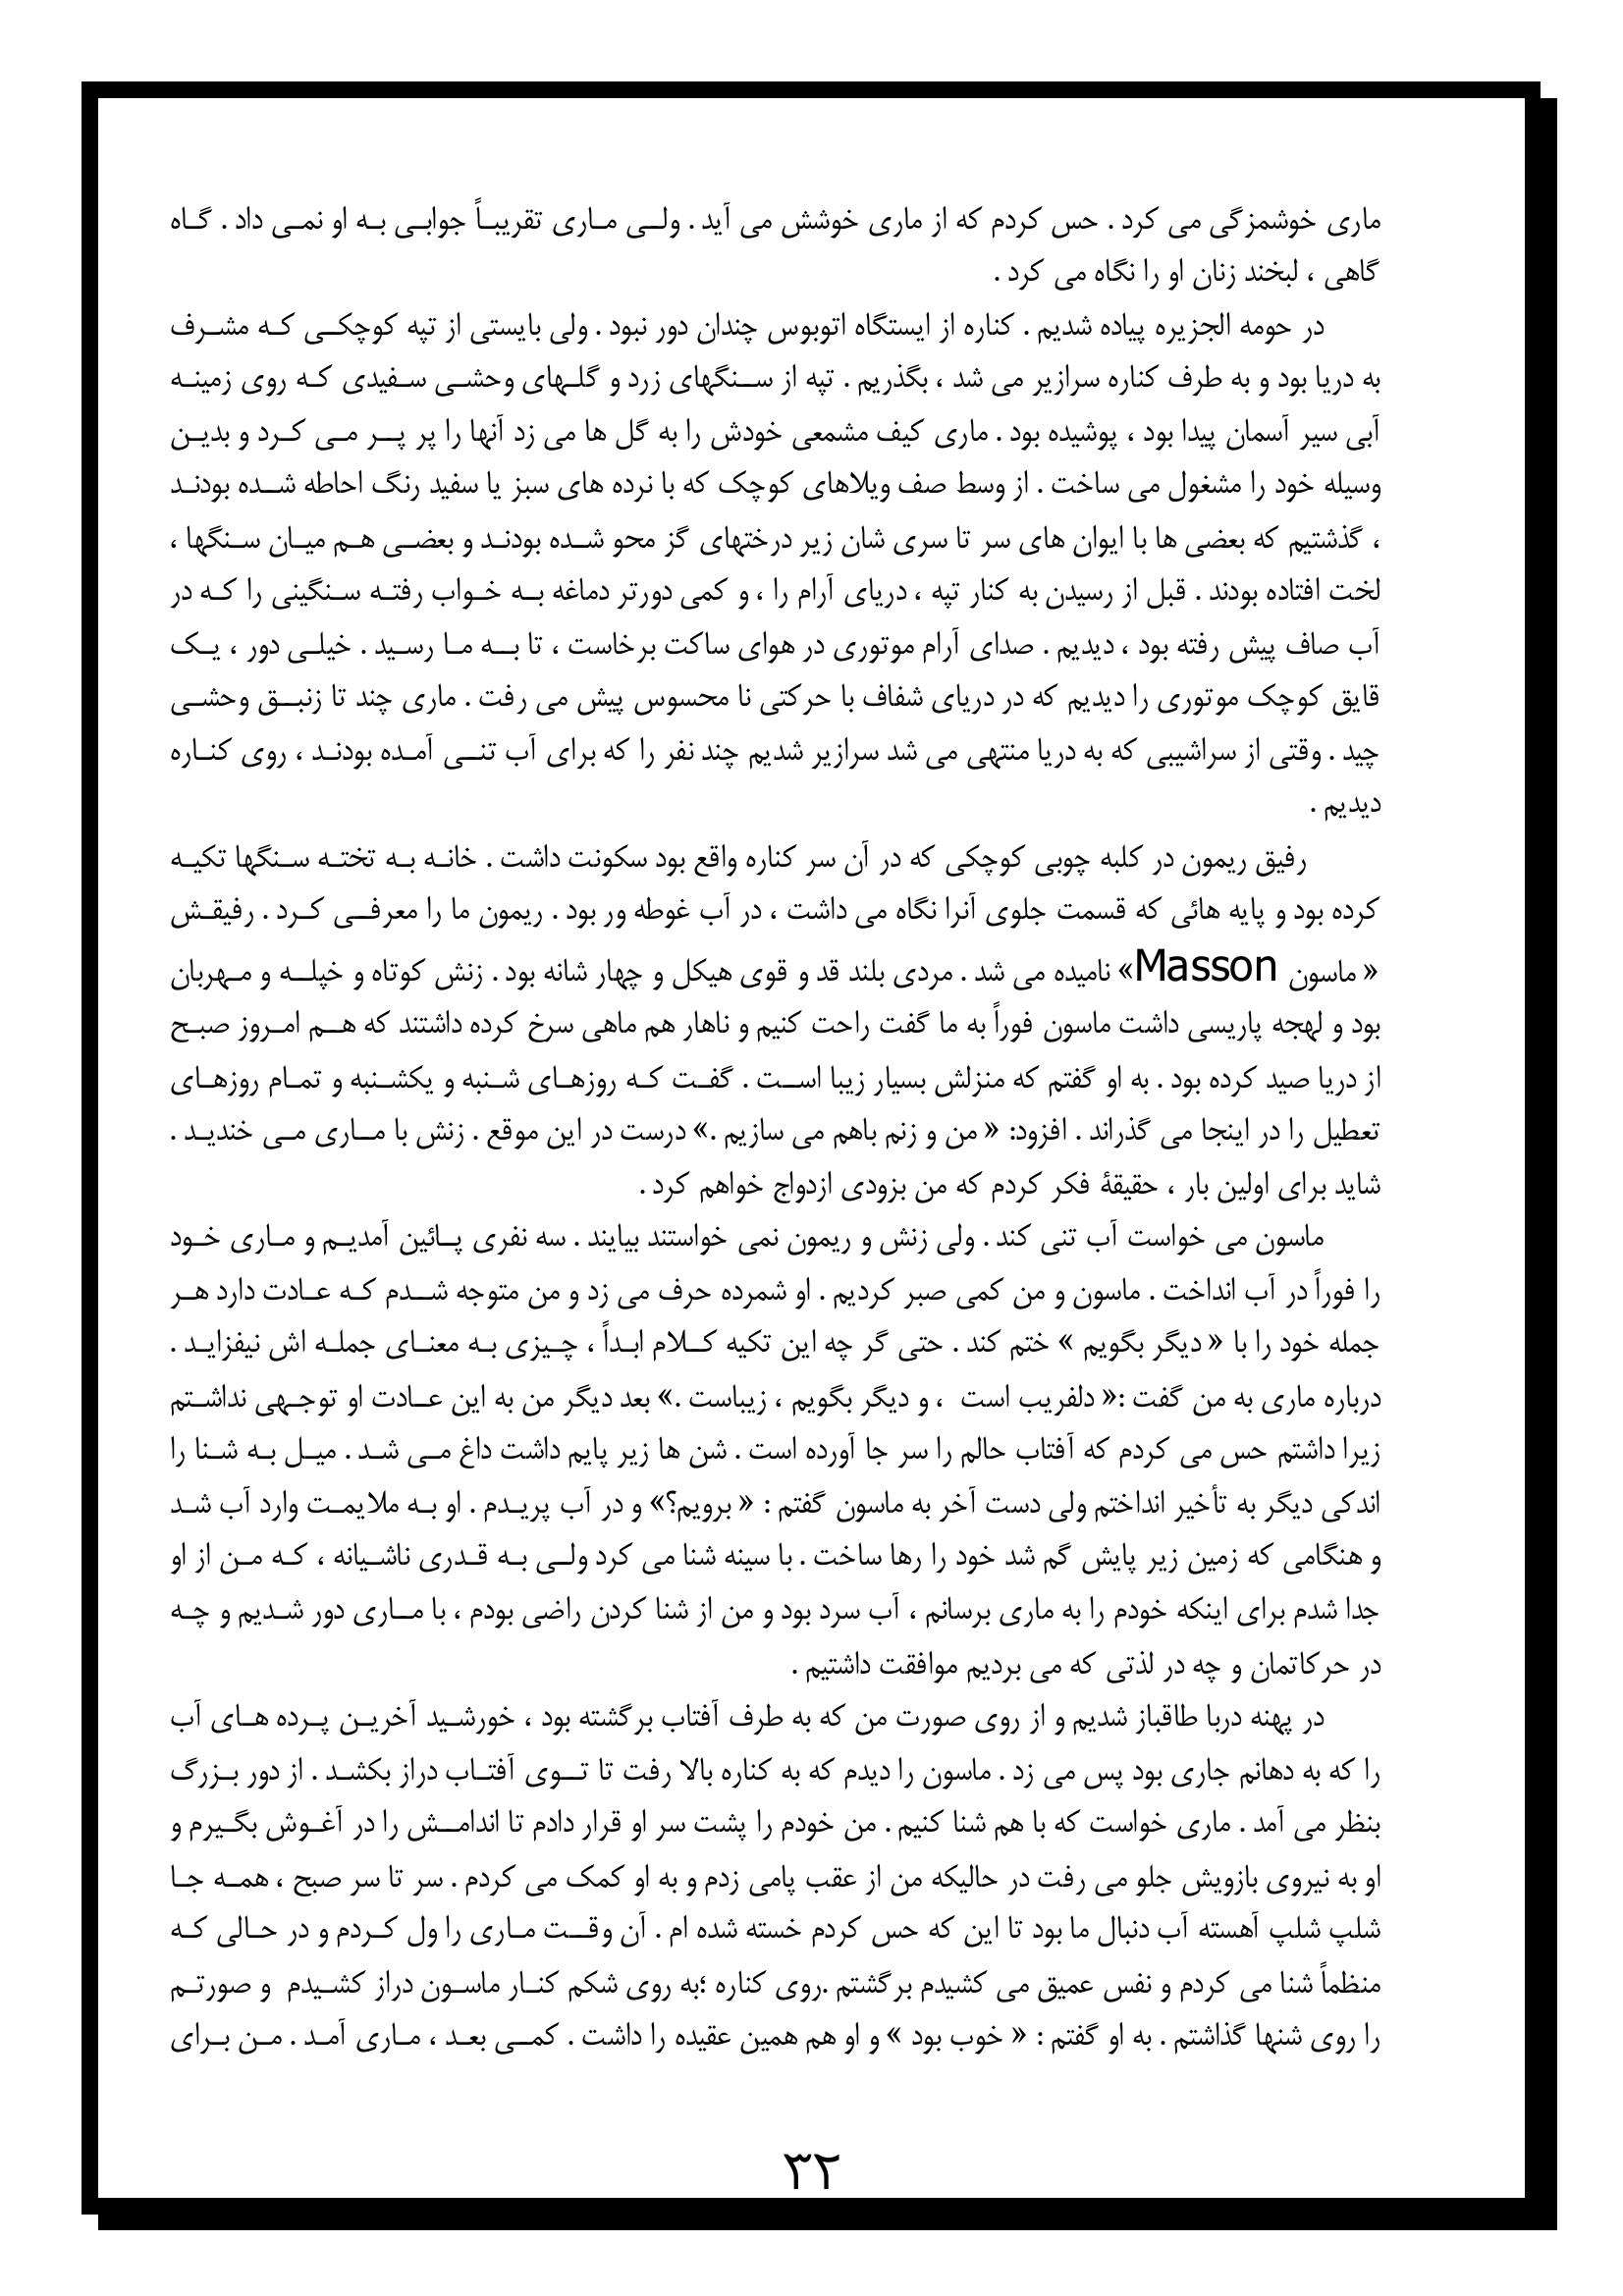 ماری خوشمزگی می کرد . حس کردم که از ماری خوشش می آید . ولی ماری تقریباً جوابی به او نمی داد . گاه
گاهی ، لبخند زنان او را نگاه می کرد .
در حومه الجزیره پیاده شدیم . کناره از ایستگاه اتوبوس چندان دور نبود . ولی بایستی از تپه کوچکی که مشرف
به دریا بود و به طرف کناره سرازیر می شد ، بگذریم . تپه از سنگهای زرد و گلهای وحشی سفیدی که روی زمینه
آبی سیر آسمان پیدا بود ، پوشیده بود . ماری کیف مشمعی خودش را به گل ها می زد آنها را پر پر می کرد و بدین
وسیله خود را مشغول می ساخت . از وسط صف ویلاهای کوچک که با نرده های سبز یا سفید رنگ احاطه شده بودند
، گذشتیم که بعضی ها با ایوان های سر تا سری شان زیر درختهای گز محو شده بودند و بعضی هم میان سنگها ،
لخت افتاده بودند . قبل از رسیدن به کنار تپه ، دریای آرام را ، و کمی دورتر دماغه به خواب رفته سنگینی را که در
آب صاف پیش رفته بود ، دیدیم . صدای آرام موتوری در هوای ساکت برخاست ، تا به ما رسید . خیلی دور ، یک
قایق کوچک موتوری را دیدیم که در دریای شفاف با حرکتی نا محسوس پیش می رفت . ماری چند تا زنبق وحشی
چید . وقتی از سراشیبی که به دریا منتهی می شد سرازیر شدیم چند نفر را که برای آب تنی آمده بودند ، روی کناره
دیدیم .
رفیق ریمون در کلبه چوبی کوچکی که در آن سر کناره واقع بود سکونت داشت . خانه به تخته سنگها تکیه
کرده بود و پایه هائی که قسمت جلوی آنرا نگاه می داشت ، در آب غوطه ور بود . ریمون ما را معرفی کرد . رفیقش
« ماسون Masson» نامیده می شد . مردی بلند قد و قوی هیکل و چهار شانه بود . زنش کوتاه و خپله و مهربان
بود و لهجه پاریسی داشت ماسون فوراً به ما گفت راحت کنیم و ناهار هم ماهی سرخ کرده داشتند که هم امروز صبح
از دریا صید کرده بود . به او گفتم که منزلش بسیار زیبا است . گفت که روزهای شنبه و یکشنبه و تمام روزهای
تعطیل را در اینجا می گذراند . افزود: « من و زنم باهم می سازیم .» درست در این موقع . زنش با ماری می خندید .
شاید برای اولین بار ، حقیقهٔ فکر کردم که من بزودی ازدواج خواهم کرد .
ماسون می خواست آب تنی کند . ولی زنش و ریمون نمی خواستند بیایند . سه نفری پائین آمدیم و ماری خود
را فوراً در آب انداخت . ماسون و من کمی صبر کردیم . او شمرده حرف می زد و من متوجه شدم که عادت دارد هر
جمله خود را با « دیگر بگویم » ختم کند . حتی گر چه این تکیه کلام ابداً ، چیزی به معنای جمله اش نیفزاید .
درباره ماری به من گفت :« دلفریب است ، و دیگر بگویم ، زیباست .» بعد دیگر من به این عادت او توجهی نداشتم
زیرا داشتم حس می کردم که آفتاب حالم را سر جا آورده است . شن ها زیر پایم داشت داغ می شد . میل به شنا را
اندکی دیگر به تأخیر انداختم ولی دست آخر به ماسون گفتم : « برویم؟» و در آب پریدم . او به ملایمت وارد آب شد
و هنگامی که زمین زیر پایش گم شد خود را رها ساخت . با سینه شنا می کرد ولی به قدری ناشیانه ، که من از او
جدا شدم برای اینکه خودم را به ماری برسانم ، آب سرد بود و من از شنا کردن راضی بودم ، با ماری دور شدیم و چه
در حرکاتمان و چه در لذتی که می بردیم موافقت داشتیم .
در پهنه دربا طاقباز شدیم و از روی صورت من که به طرف آفتاب برگشته بود ، خورشید آخرین پرده های آب
را که به دهانم جاری بود پس می زد . ماسون را دیدم که به کناره بالا رفت تا توی آفتاب دراز بکشد . از دور بزرگ
بنظر می آمد . ماری خواست که با هم شنا کنیم . من خودم را پشت سر او قرار دادم تا اندامش را در آغوش بگیرم و
او به نیروی بازویش جلو می رفت در حالیکه من از عقب پامی زدم و به او کمک می کردم . سر تا سر صبح ، همه جا
شلپ شلپ آهسته آب دنبال ما بود تا این که حس کردم خسته شده ام . آن وقت ماری را ول کردم و در حالی که
منظماً شنا می کردم و نفس عمیق می کشیدم برگشتم .روی کناره ؛به روی شکم کنار ماسون دراز کشیدم و صورتم
را روی شنها گذاشتم . به او گفتم : « خوب بود » و او هم همین عقیده را داشت . کمی بعد ، ماری آمد . من برای
۳۲